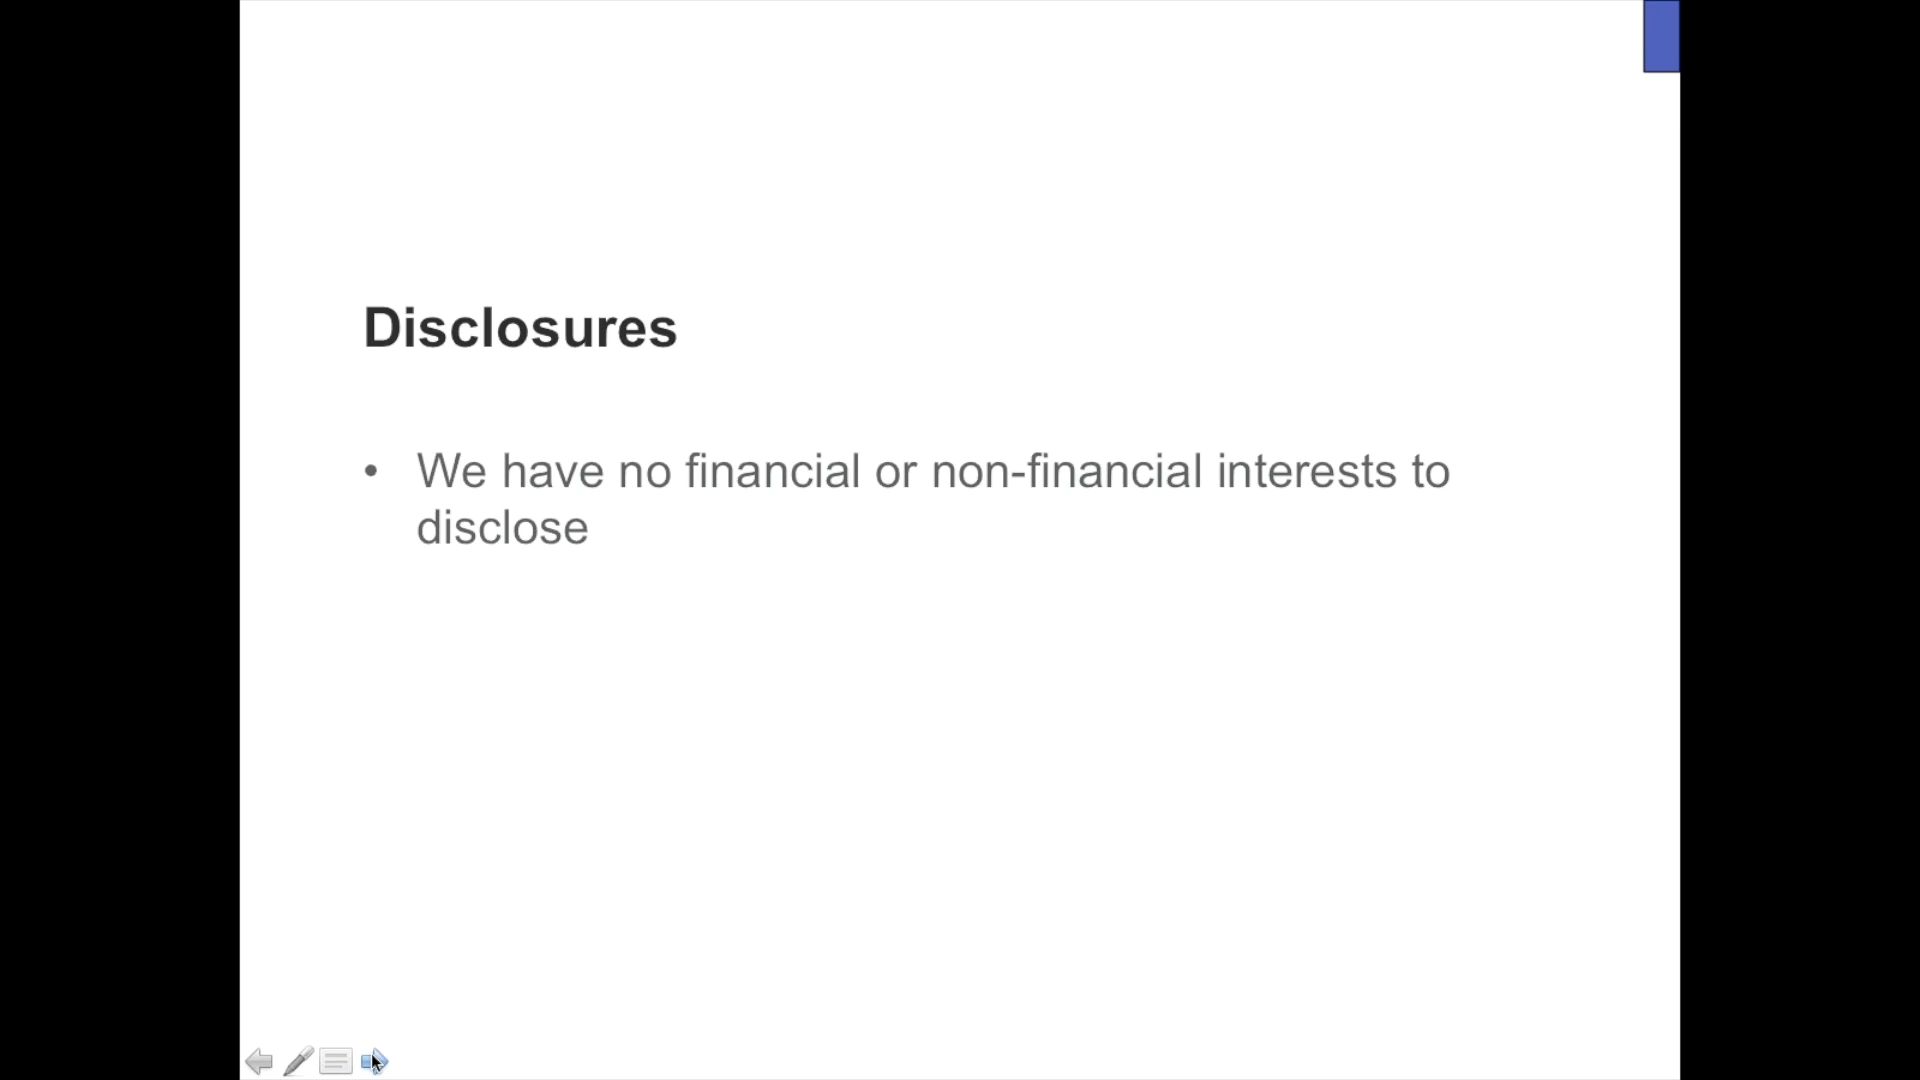 Disclosures
• We have no financial or non-financial interests to
disclose